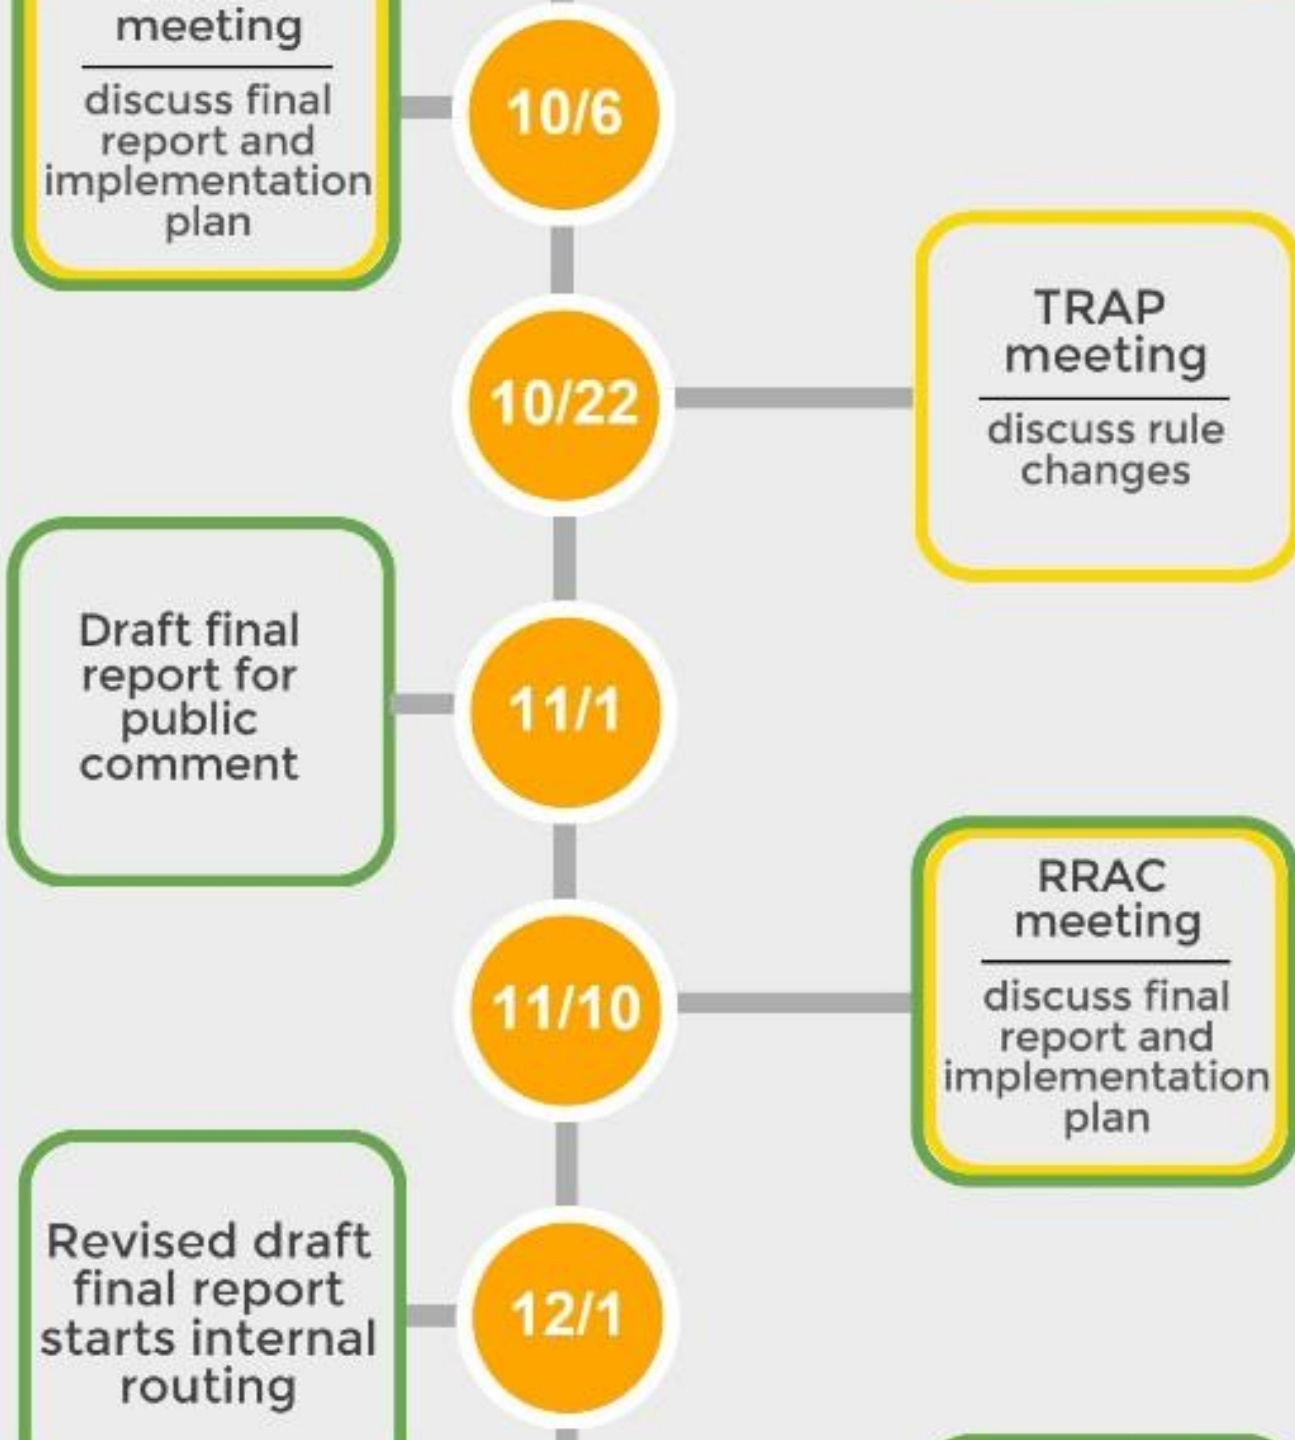 meeting
discuss final
report and
implementation
plan
10/6
10/22
TRAP
meeting
discuss rule
changes
Draft final
report for
public
comment
11/1
11/10
RRAC
meeting
discuss final
report and
implementation
plan
Revised draft
final report
starts internal
routing
12/1